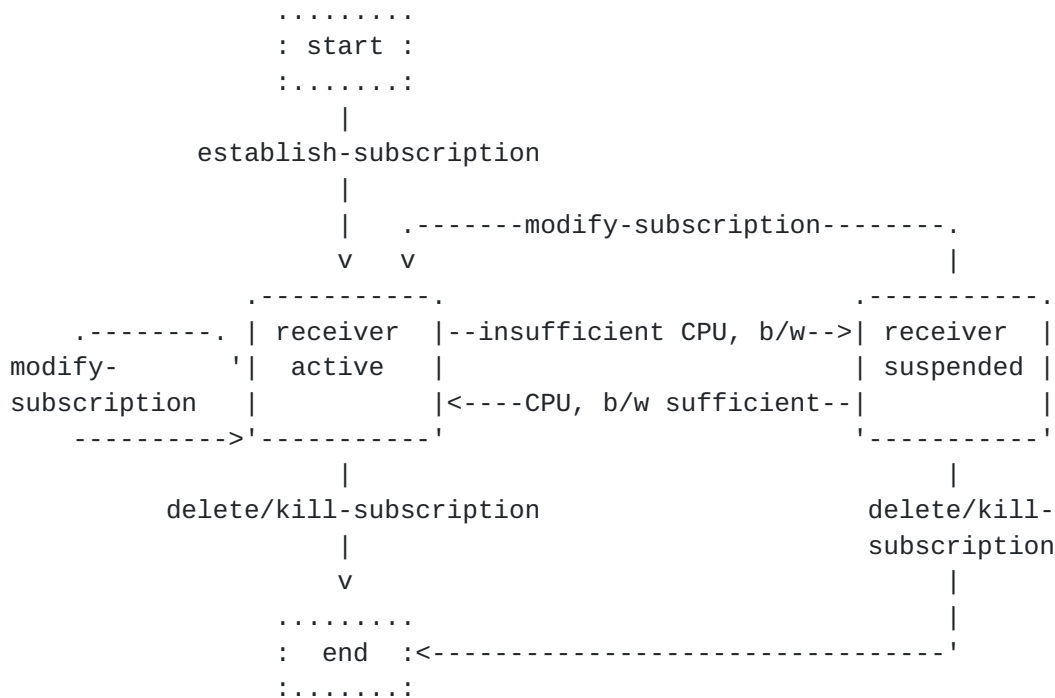 start
establish-subscription
modify-subscription
receiver active
insufficient CPU, b/w
receiver suspended
modify-subscription
CPU, b/w sufficient
delete/kill-subscription
delete/kill-subscription
end